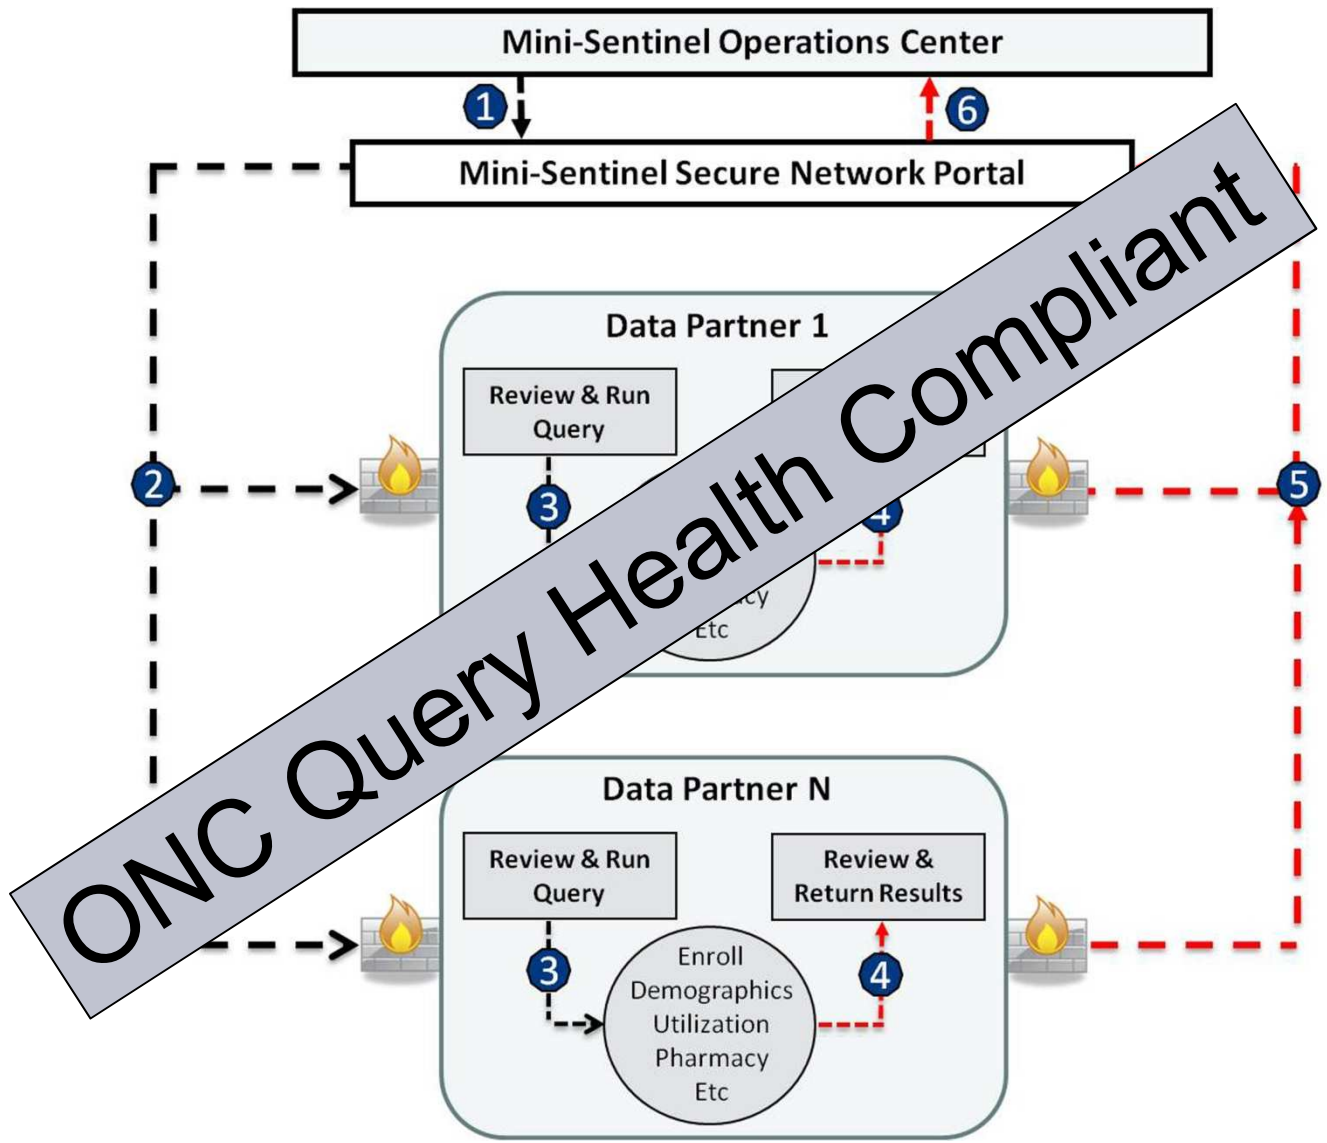 Mini-Sentinel Operations Center
1
6
Mini-Sentinel Secure Network Portal
ONC Query Health Compliant
Data Partner 1
Review & Run
Query
2
3
4
5
Etc
Data Partner N
Review & Run
Query
Review &
Return Results
3
4
Enroll
Demographics
Utilization
Pharmacy
Etc